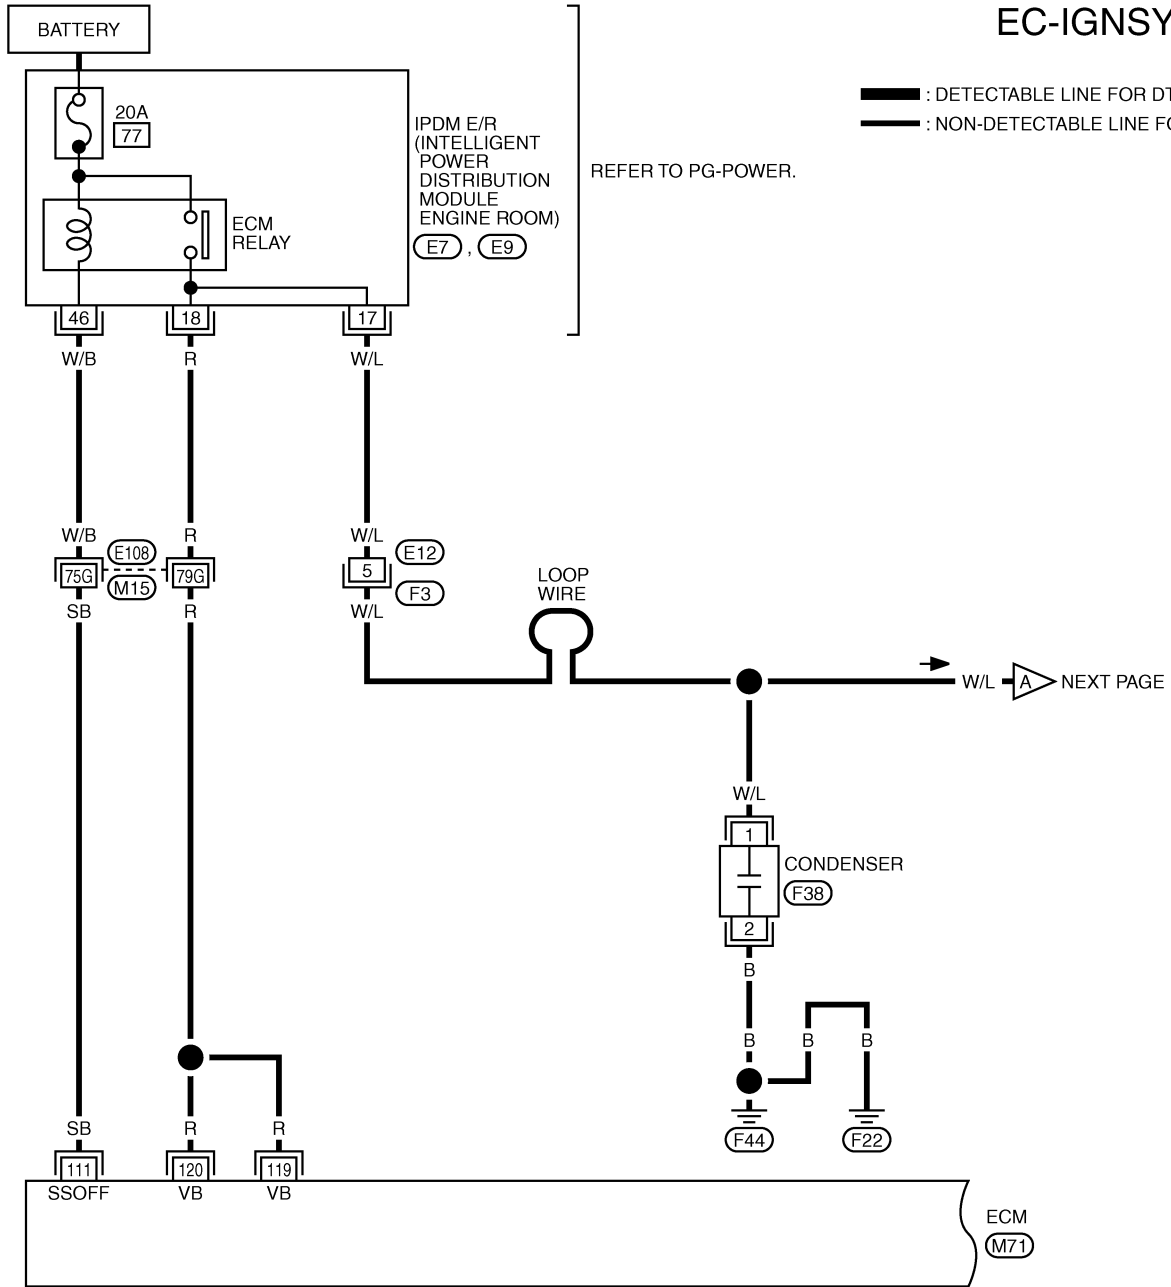 EC-IGNSY
BATTERY
: DETECTABLE LINE FOR DT
: NON-DETECTABLE LINE FO
20A
77
IPDM E/R
(INTELLIGENT
POWER
DISTRIBUTION
MODULE
ENGINE ROOM)
E7 , E9
REFER TO PG-POWER.
ECM
RELAY
46 18 17
W/B R W/L
W/B R W/L
E108 E12
75G 79G 5
M15 F3
SB R W/L
LOOP
WIRE
W/L A NEXT PAGE
W/L
1
CONDENSER
F38
2
B
B B B
F44 F22
SB R R
111 120 119
SSOFF VB VB
ECM
M71